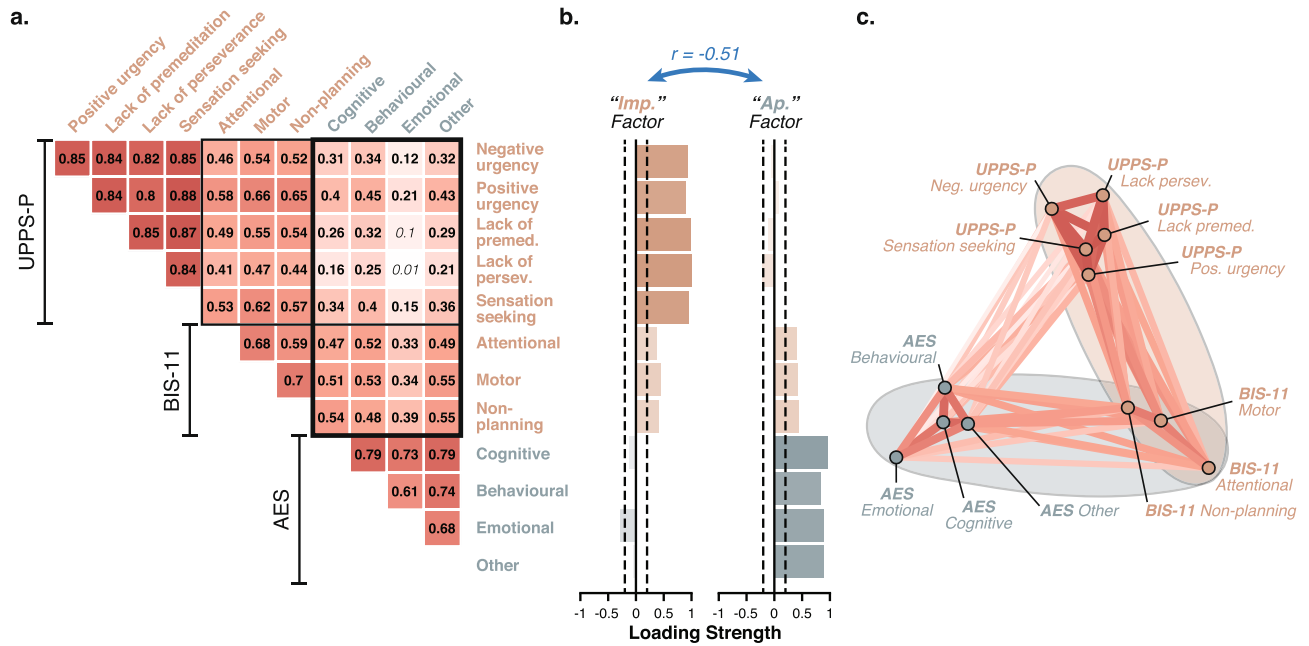 a.
Positive urgency
Lack of premeditation
Lack of perseverance
Sensation seeking
Attentional
Motor
Non-planning
Cognitive
Behavioural
Emotional
Other
UPPS-P
BIS-11
AES
0.85 0.84 0.82 0.85 0.46 0.54 0.52 0.31 0.34 0.12 0.32
Negative
urgency
0.84 0.8 0.88 0.58 0.66 0.65 0.4 0.45 0.21 0.43
Positive
urgency
0.85 0.87 0.49 0.55 0.54 0.26 0.32 0.1 0.29
Lack of
premed.
0.84 0.41 0.47 0.44 0.16 0.25 0.01 0.21
Lack of
persev.
0.53 0.62 0.57 0.34 0.4 0.15 0.36
Sensation
seeking
0.68 0.59 0.47 0.52 0.33 0.49
Attentional
0.7 0.51 0.53 0.34 0.55
Motor
0.54 0.48 0.39 0.55
Non-
planning
0.79 0.73 0.79
Cognitive
0.61 0.74
Behavioural
0.68
Emotional
Other
b.
r = -0.51
“Imp.”
Factor
“Ap.”
Factor
-1 -0.5 0 0.5 1
-1 -0.5 0 0.5 1
Loading Strength
c.
UPPS-P
Neg. urgency
UPPS-P
Lack persev.
UPPS-P
Sensation seeking
UPPS-P
Lack premed.
UPPS-P
Pos. urgency
AES
Behavioural
BIS-11
Motor
BIS-11
Attentional
AES
Emotional
AES
Cognitive
AES Other
BIS-11 Non-planning